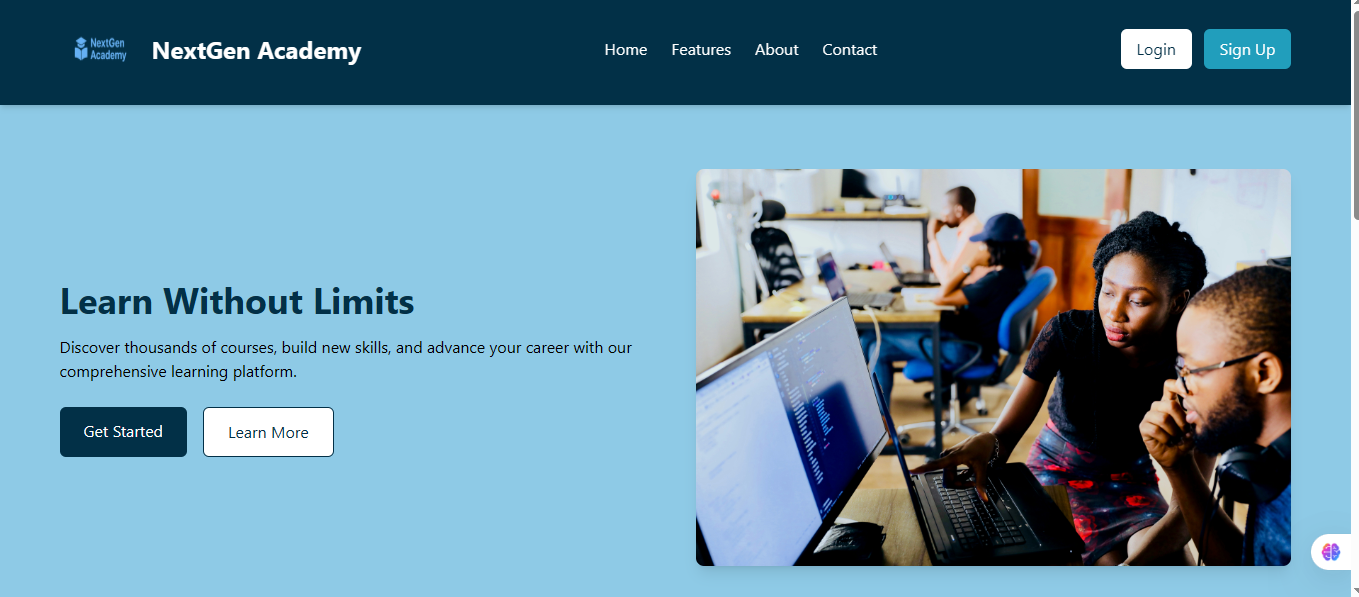 NextGen
Academy
NextGen Academy
Home
Features
About
Contact
Login
Sign Up
Learn Without Limits
Discover thousands of courses, build new skills, and advance your career with our
comprehensive learning platform.
Get Started
Learn More